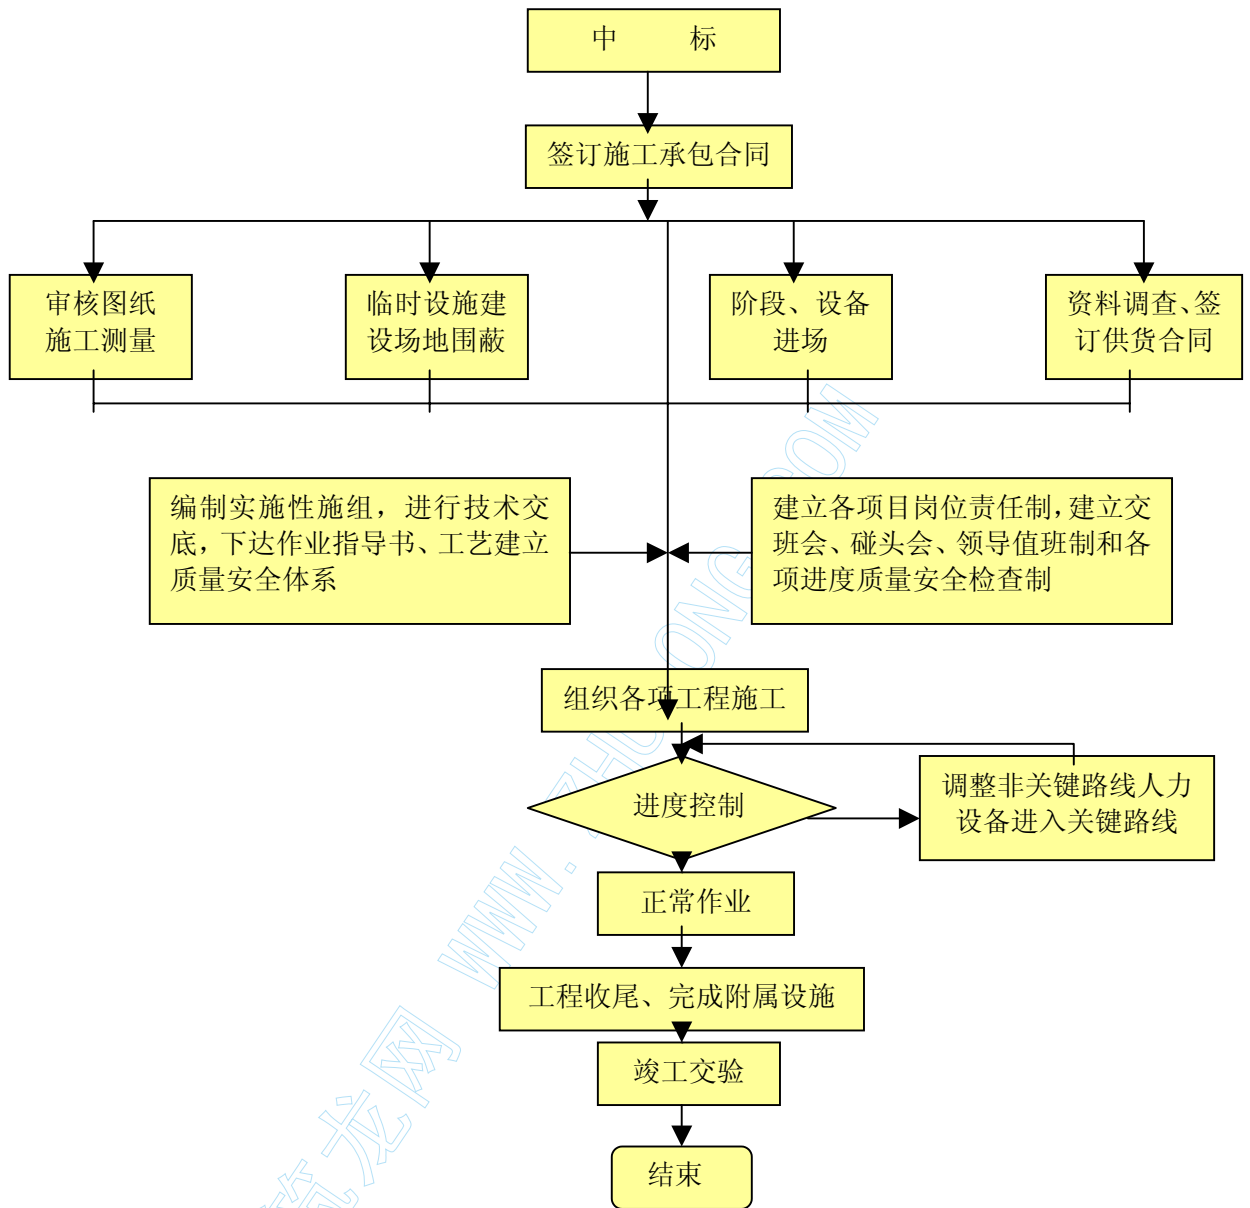 中 标
签订施工承包合同
审核图纸
施工测量
临时设施建
设场地围蔽
阶段、设备
进场
资料调查、签
订供货合同
编制实施性施组，进行技术交
底，下达作业指导书、工艺建立
质量安全体系
建立各项目岗位责任制，建立交
班会、碰头会、领导值班制和各
项进度质量安全检查制
组织各项工程施工
进度控制
调整非关键路线人力
设备进入关键路线
正常作业
工程收尾、完成附属设施
竣工交验
结束
筑龙网 WWW.ZHULONG.COM